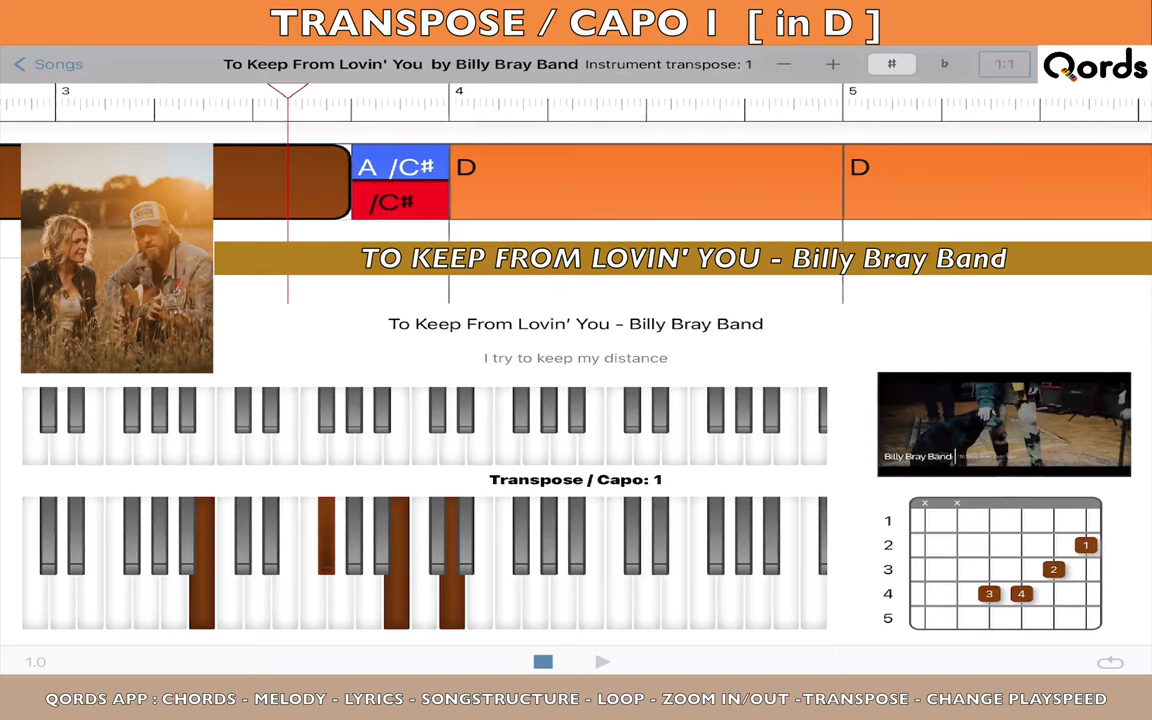 TRANSPOSE / CAPO 1 [ in D ]
Songs
To Keep From Lovin' You by Billy Bray Band Instrument transpose: 1
− + # b 1:1
Qords
3 4 5
A /C# D D
/C#
TO KEEP FROM LOVIN' YOU - Billy Bray Band
To Keep From Lovin' You - Billy Bray Band
I try to keep my distance
Billy Bray Band
Transpose / Capo: 1
x x
1
2 1
3 2
4 3 4
5
1.0
QORDS APP : CHORDS - MELODY - LYRICS - SONGSTRUCTURE - LOOP - ZOOM IN/OUT -TRANSPOSE - CHANGE PLAYSPEED